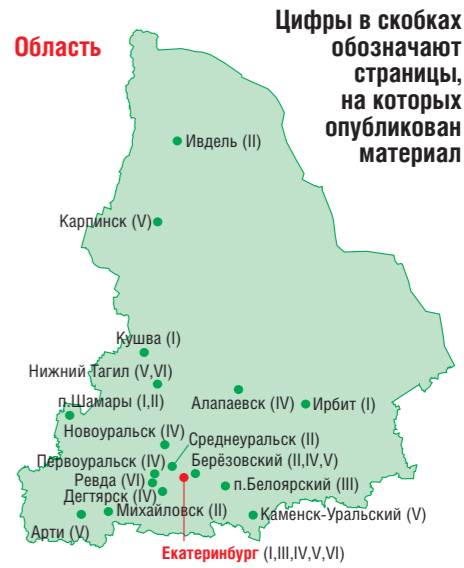 Область
Цифры в скобках
обозначают
страницы,
на которых
опубликован
материал
Ивдель (II)
Карпинск (V)
Кушва (I)
Нижний Тагил (V,VI)
п.Шамары (I,II)
Алапаевск (IV)
Ирбит (I)
Новоуральск (IV)
Среднеуральск (II)
Первоуральск (IV)
Берёзовский (II,IV,V)
Ревда (VI)
п.Белоярский (III)
Дегтярск (IV)
Михайловск (II)
Каменск-Уральский (V)
Арти (V)
Екатеринбург (I,III,IV,V,VI)